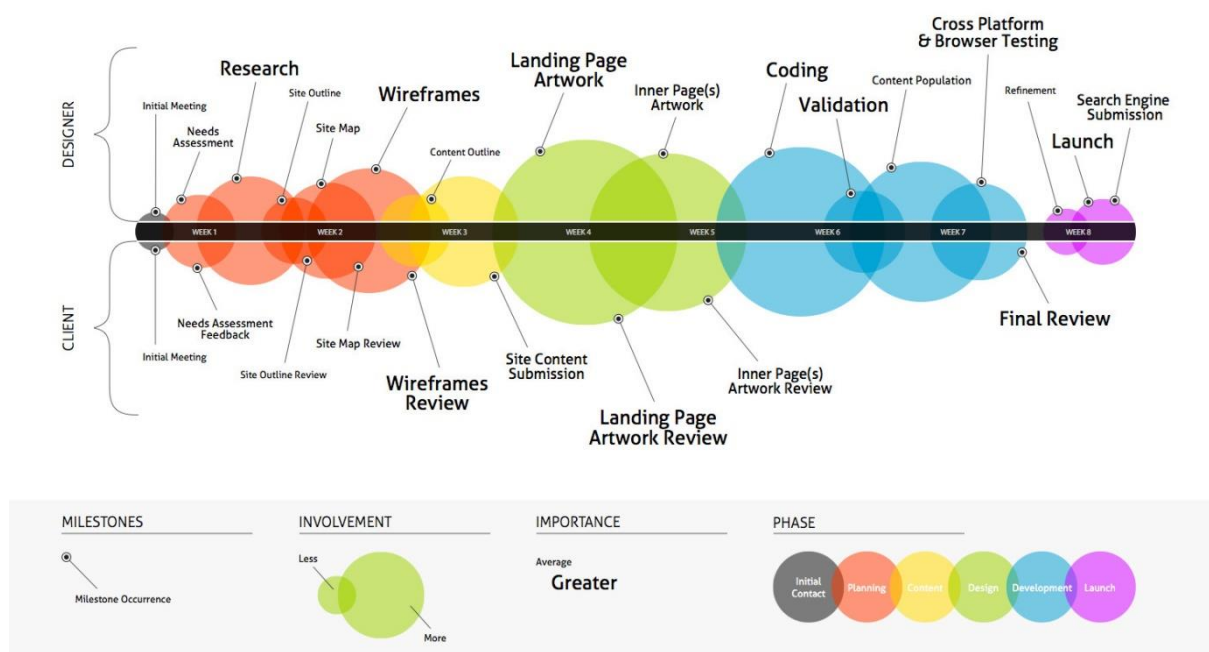 DESIGNER
Initial Meeting
Needs
Assessment
Research
Site Outline
Site Map
Wireframes
Content Outline
Landing Page
Artwork
Inner Page(s)
Artwork
Coding
Validation
Content Population
Cross Platform
& Browser Testing
Refinement
Launch
Search Engine
Submission
WEEK 1
WEEK 2
WEEK 3
WEEK 4
WEEK 5
WEEK 6
WEEK 7
WEEK 8
CLIENT
Initial Meeting
Needs Assessment
Feedback
Site Outline Review
Site Map Review
Wireframes
Review
Site Content
Submission
Landing Page
Artwork Review
Inner Page(s)
Artwork Review
Final Review
MILESTONES
Milestone Occurrence
INVOLVEMENT
Less
More
IMPORTANCE
Average
Greater
PHASE
Initial
Contact
Planning
Content
Design
Development
Launch